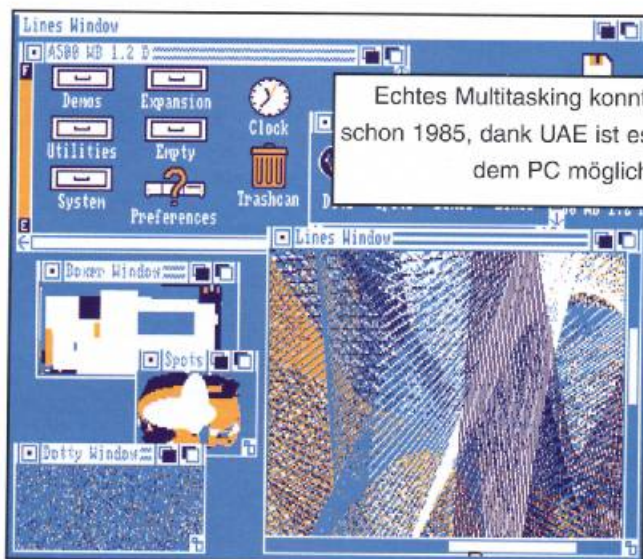 Lines Window
A500 WB 1.2 D
F
Demos Expansion Clock
Utilities Empty
Trashcan
System Preferences
E
Echtes Multitasking konnt
schon 1985, dank UAE ist es
dem PC möglich
Lines Window
Boxer Window
Spots
Dotty Window